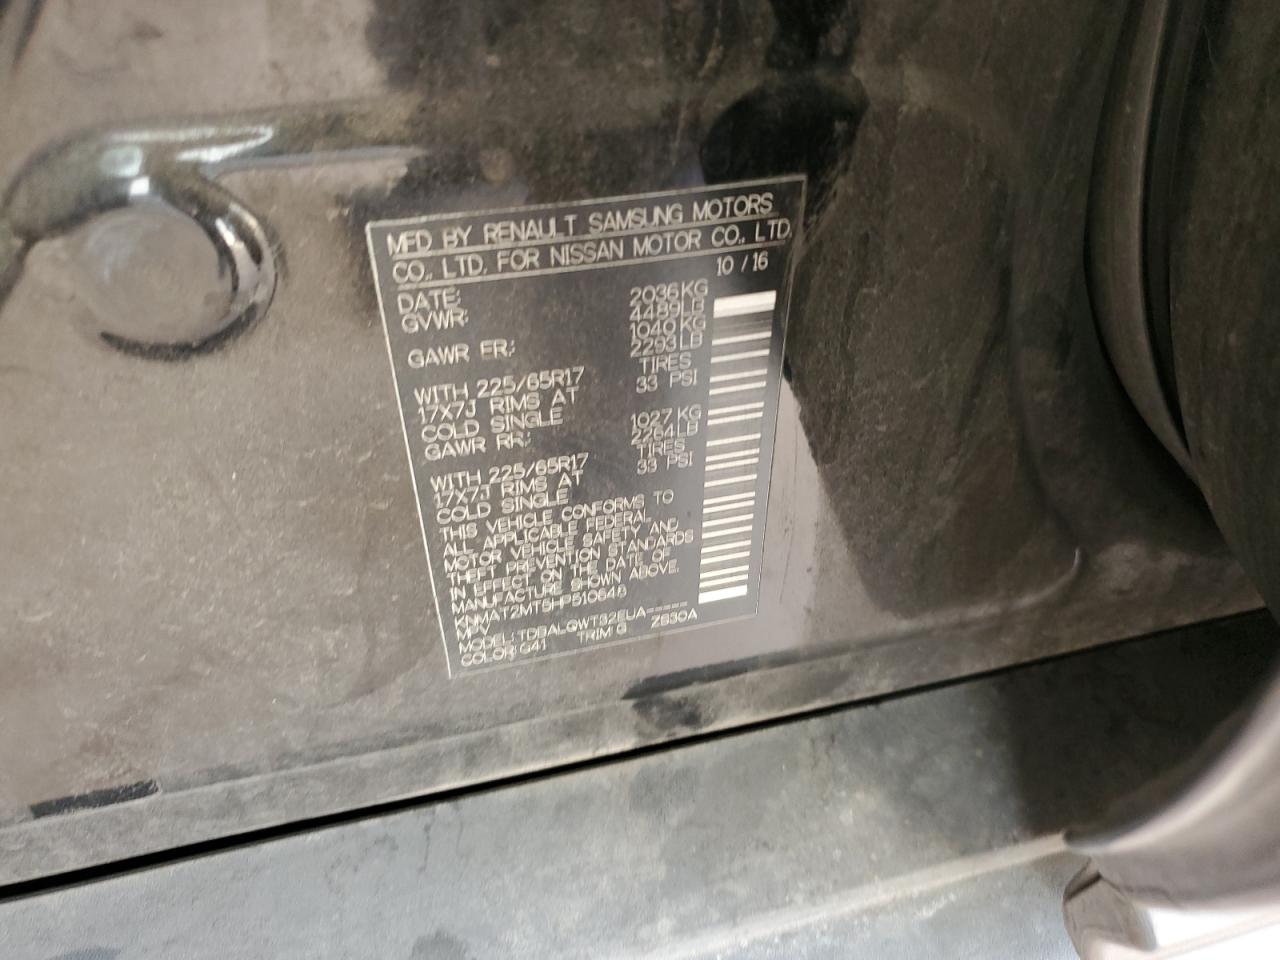 MFD. BY RENAULT SAMSUNG MOTORS
CO., LTD. FOR NISSAN MOTOR CO., LTD.
DATE: 10 / 16
GVWR: 2036KG
4489LB
GAWR FR: 1040KG
2293LB
WITH 225/65R17 TIRES
17X7J RIMS AT 33 PSI
COLD SINGLE
GAWR RR: 1027KG
2264LB
WITH 225/65R17 TIRES
17X7J RIMS AT 33 PSI
COLD SINGLE
THIS VEHICLE CONFORMS TO
ALL APPLICABLE FEDERAL
MOTOR VEHICLE SAFETY AND
THEFT PREVENTION STANDARDS
IN EFFECT ON THE DATE OF
MANUFACTURE SHOWN ABOVE.
KNMAT2MT5HP510648
MPV
MODEL: TDBALQWT32EUA-----
COLOR: G41 TRIM G